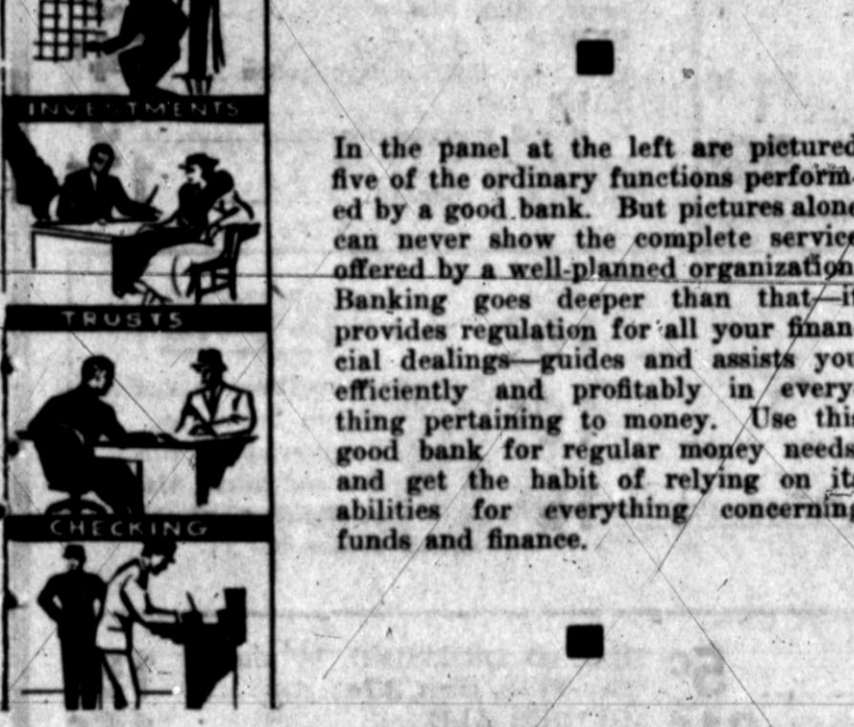 INVESTMENTS
TRUSTS
CHECKING
In the panel at the left are pictured
five of the ordinary functions perform-
ed by a good bank. But pictures alone
can never show the complete service
offered by a well-planned organization.
Banking goes deeper than that—it
provides regulation for all your finan-
cial dealings—guides and assists you
efficiently and profitably in every-
thing pertaining to money. Use this
good bank for regular money needs
and get the habit of relying on its
abilities for everything concerning
funds and finance.